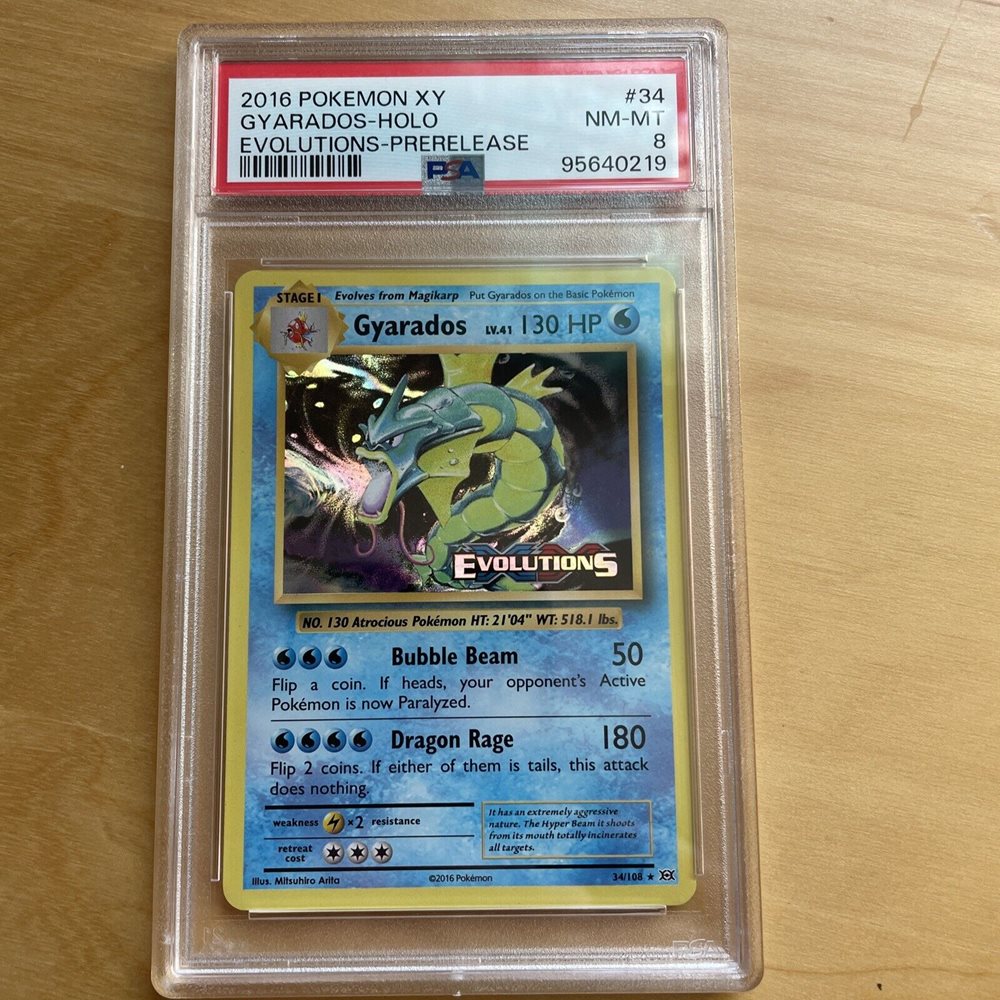 2016 POKEMON XY #34
GYARADOS-HOLO NM-MT
EVOLUTIONS-PRERELEASE 8
PSA 95640219
STAGE 1 Evolves from Magikarp Put Gyarados on the Basic Pokémon
Gyarados LV.41 130 HP
EVOLUTIONS
NO. 130 Atrocious Pokémon HT: 21'04" WT: 518.1 lbs.
Bubble Beam 50
Flip a coin. If heads, your opponent's Active
Pokémon is now Paralyzed.
Dragon Rage 180
Flip 2 coins. If either of them is tails, this attack
does nothing.
weakness ×2 resistance
retreat
cost
It has an extremely aggressive
nature. The Hyper Beam it shoots
from its mouth totally incinerates
all targets.
Illus. Mitsuhiro Arita ©2016 Pokémon 34/108 ★
PSA